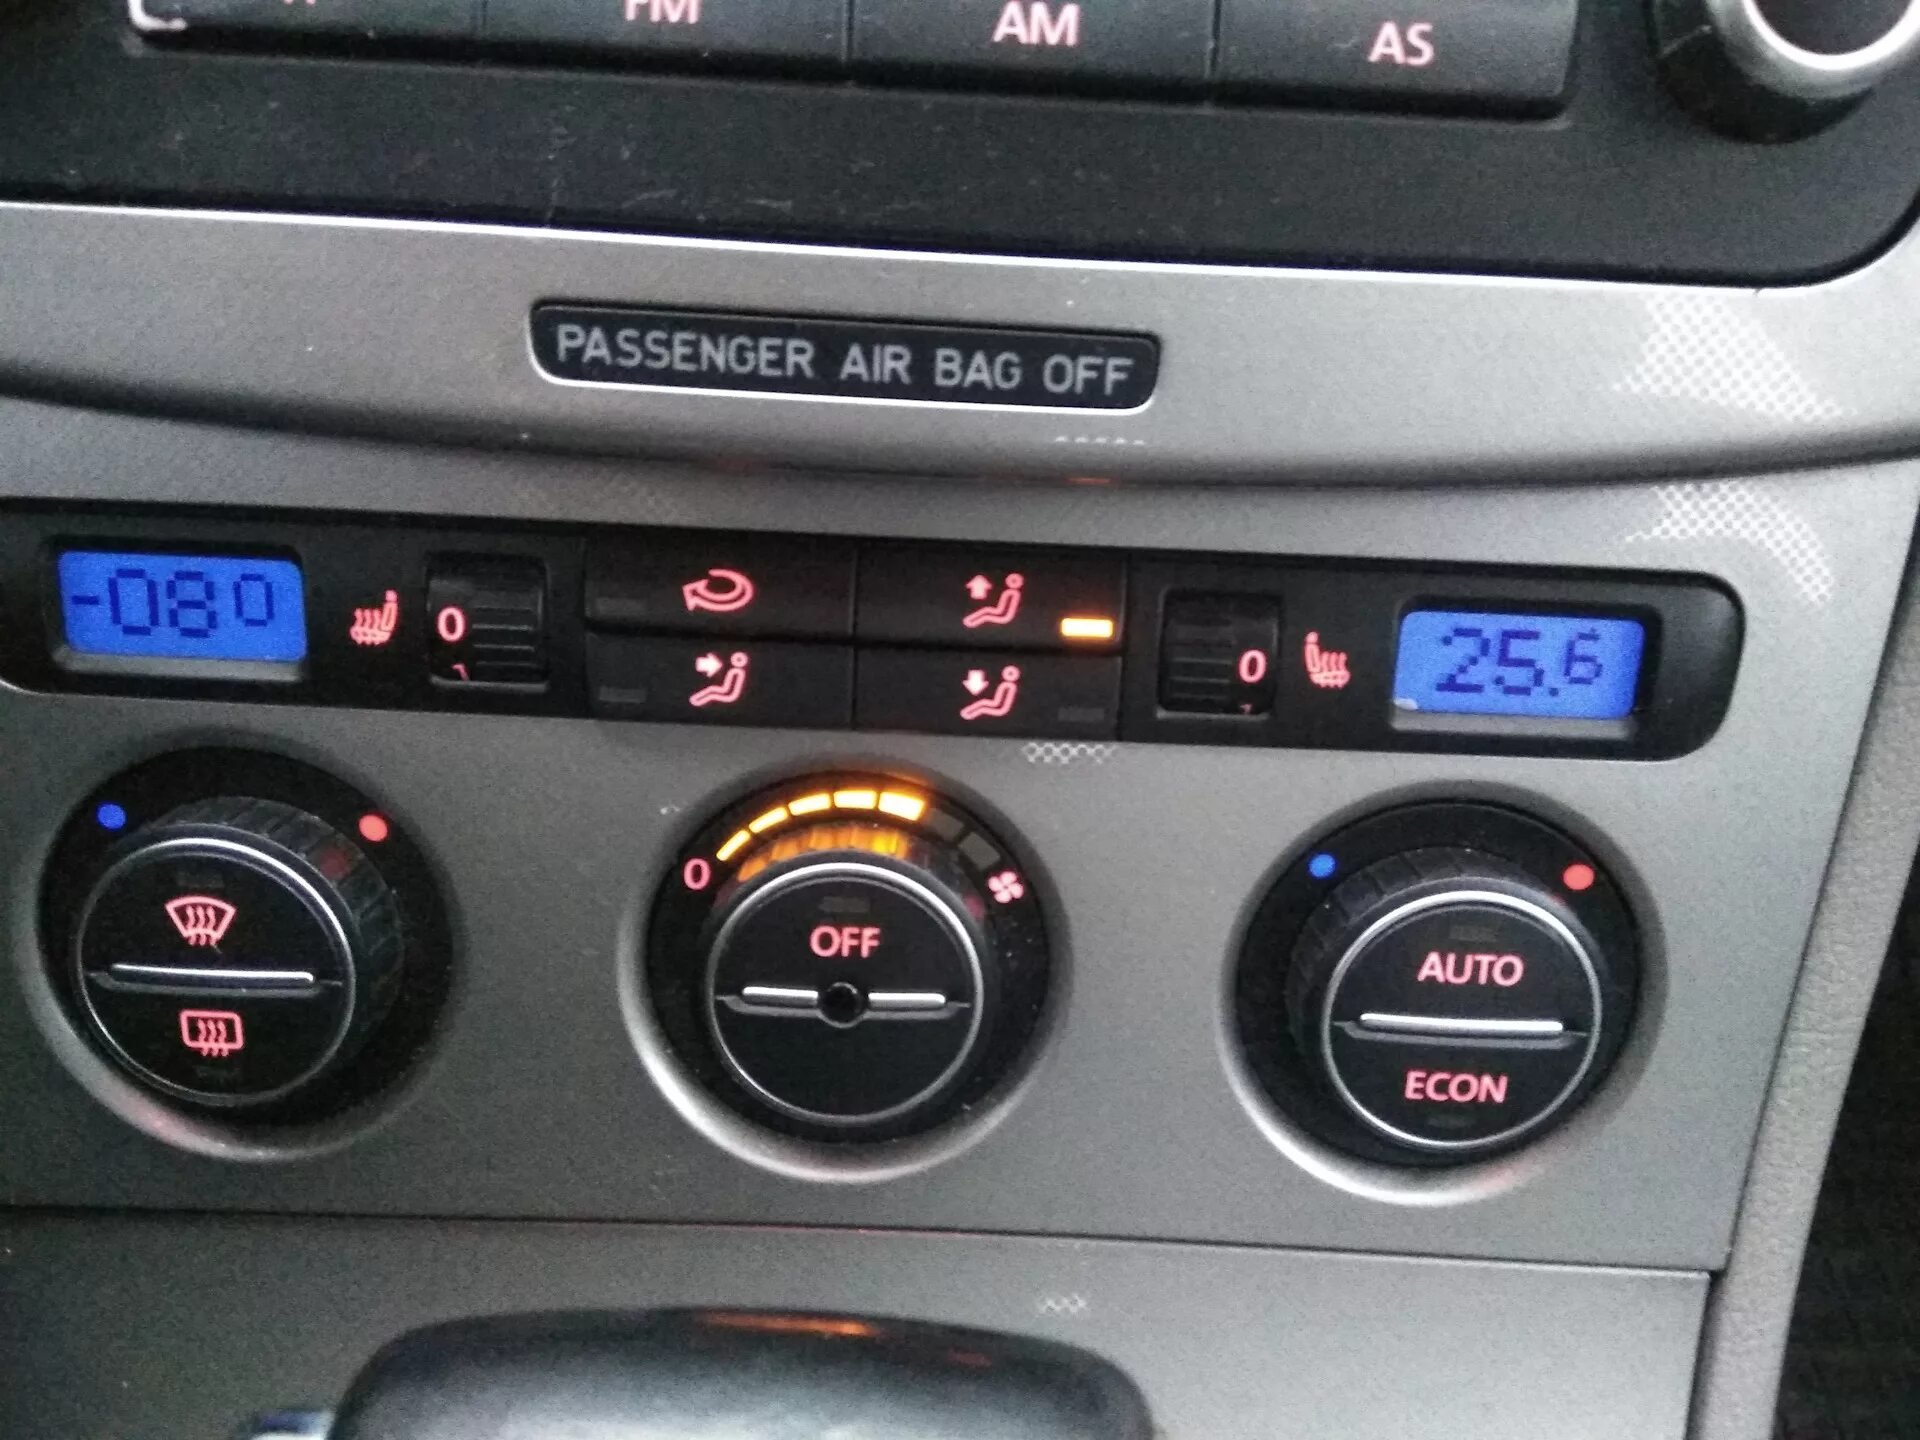 FM AM AS
PASSENGER AIR BAG OFF
-080 0 0 25.6
0 OFF AUTO
ECON